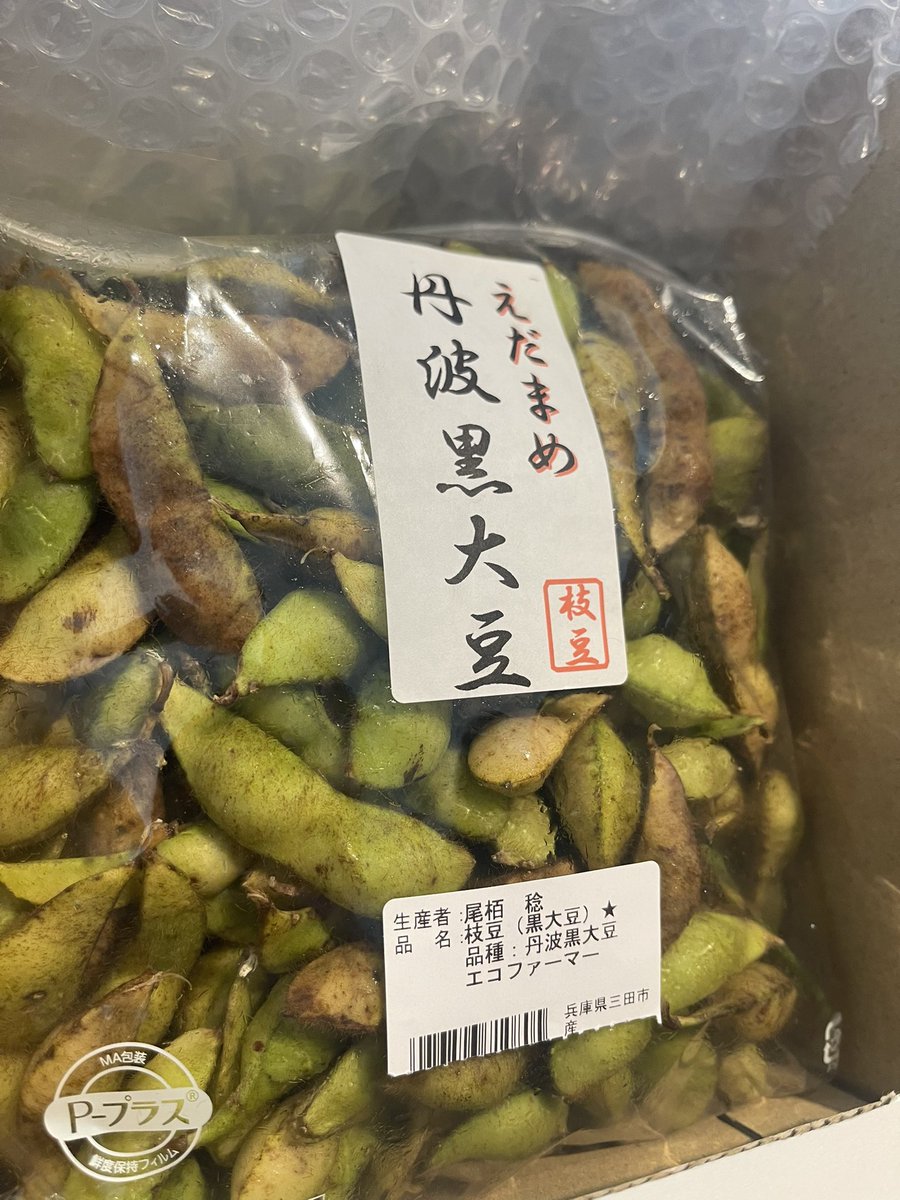 えだまめ
丹波黒大豆
枝豆
生産者:尾栢　稔
品　名:枝豆（黒大豆）★
品種：丹波黒大豆
エコファーマー
兵庫県三田市
産
MA包装
P-プラス®
鮮度保持フィルム